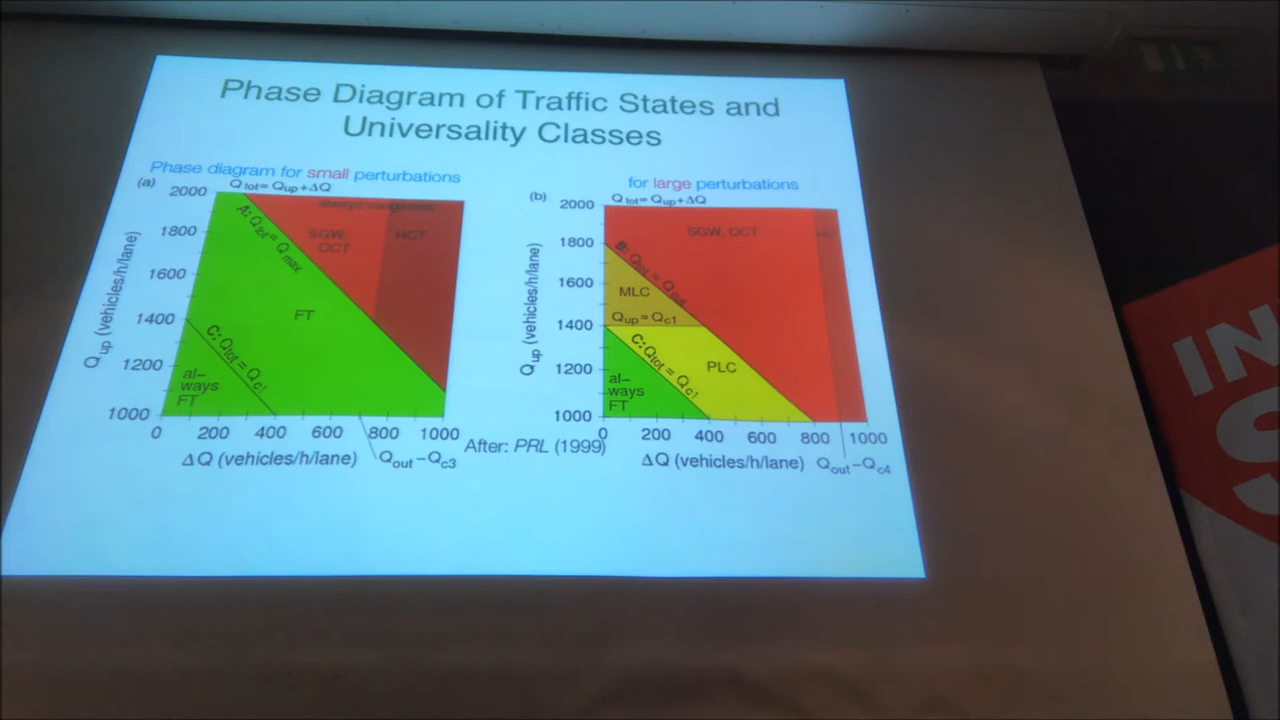 Phase Diagram of Traffic States and
Universality Classes
Phase diagram for small perturbations
(a)
Q tot = Q up + ΔQ
2000
1800
1600
1400
1200
1000
Q up (vehicles/h/lane)
A: Q tot = Q max
always congested
SGW,
OCT
HCT
FT
C: Q tot = Q c1
al–
ways
FT
0 200 400 600 800 1000
ΔQ (vehicles/h/lane)
Q out – Q c3
After: PRL (1999)
for large perturbations
(b)
Q tot = Q up + ΔQ
2000
1800
1600
1400
1200
1000
Q up (vehicles/h/lane)
SGW, OCT
B: Q tot = Q out
MLC
Q up = Q c1
C: Q tot = Q c1
PLC
al–
ways
FT
0 200 400 600 800 1000
ΔQ (vehicles/h/lane)
Q out – Q c4
IN